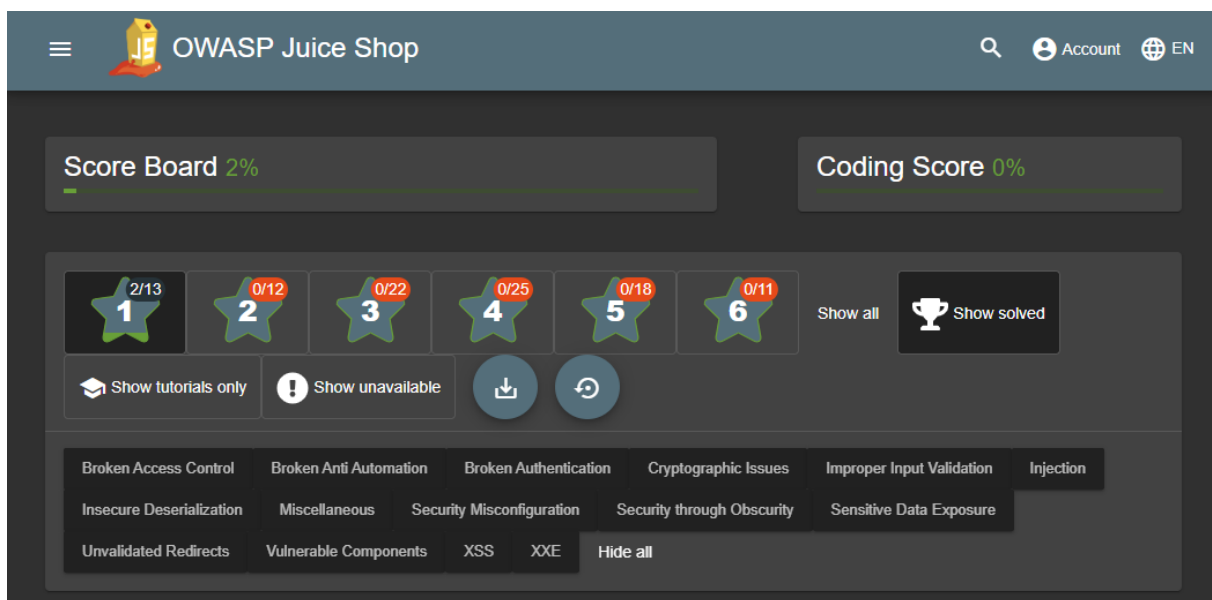 JS OWASP Juice Shop Account EN
Score Board 2% Coding Score 0%
2/13 0/12 0/22 0/25 0/18 0/11
1 2 3 4 5 6 Show all Show solved
Show tutorials only ! Show unavailable
Broken Access Control Broken Anti Automation Broken Authentication Cryptographic Issues Improper Input Validation Injection
Insecure Deserialization Miscellaneous Security Misconfiguration Security through Obscurity Sensitive Data Exposure
Unvalidated Redirects Vulnerable Components XSS XXE Hide all